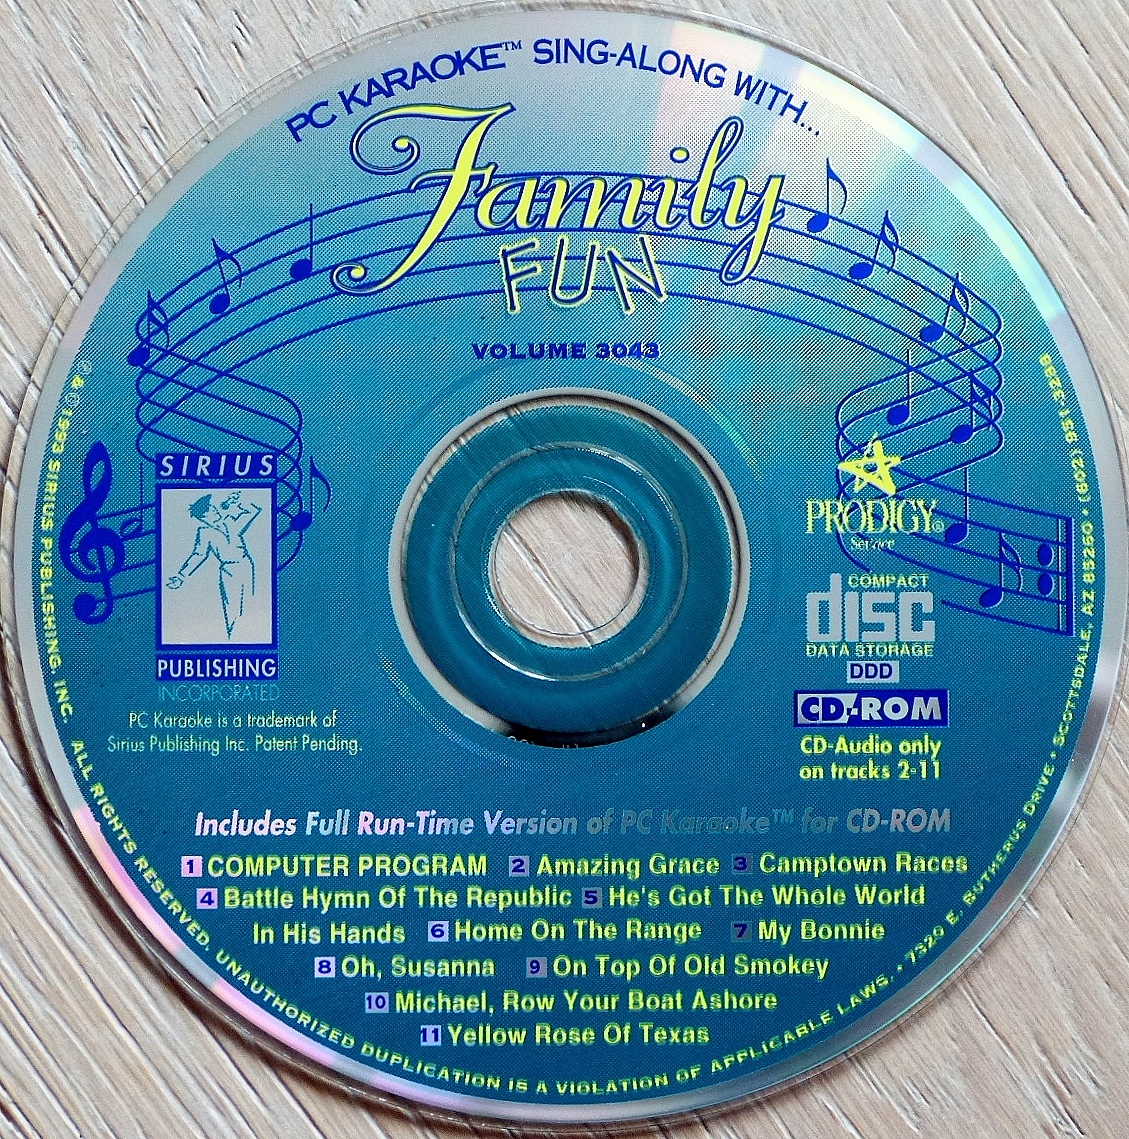 PC KARAOKE™ SING-ALONG WITH...
Family
FUN
VOLUME 3043
SIRIUS
PUBLISHING
INCORPORATED
PC Karaoke is a trademark of
Sirius Publishing Inc. Patent Pending.
PRODIGY®
Service
COMPACT
disc
DATA STORAGE
DDD
CD-ROM
CD-Audio only
on tracks 2-11
Includes Full Run-Time Version of PC Karaoke™ for CD-ROM
1 COMPUTER PROGRAM 2 Amazing Grace 3 Camptown Races
4 Battle Hymn Of The Republic 5 He's Got The Whole World
In His Hands 6 Home On The Range 7 My Bonnie
8 Oh, Susanna 9 On Top Of Old Smokey
10 Michael, Row Your Boat Ashore
11 Yellow Rose Of Texas
℗ & © 1993 SIRIUS PUBLISHING, INC. ALL RIGHTS RESERVED. UNAUTHORIZED DUPLICATION IS A VIOLATION OF APPLICABLE LAWS. • 7320 E. BUTHERUS DRIVE • SCOTTSDALE, AZ 85260 • (602) 951-3288